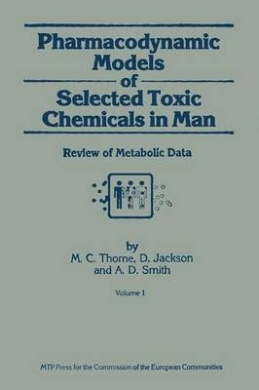 Pharmacodynamic
Models
of
Selected Toxic
Chemicals in Man
Review of Metabolic Data
by
M. C. Thorne, D. Jackson
and A. D. Smith
Volume 1
MTP Press for the Commission of the European Communities